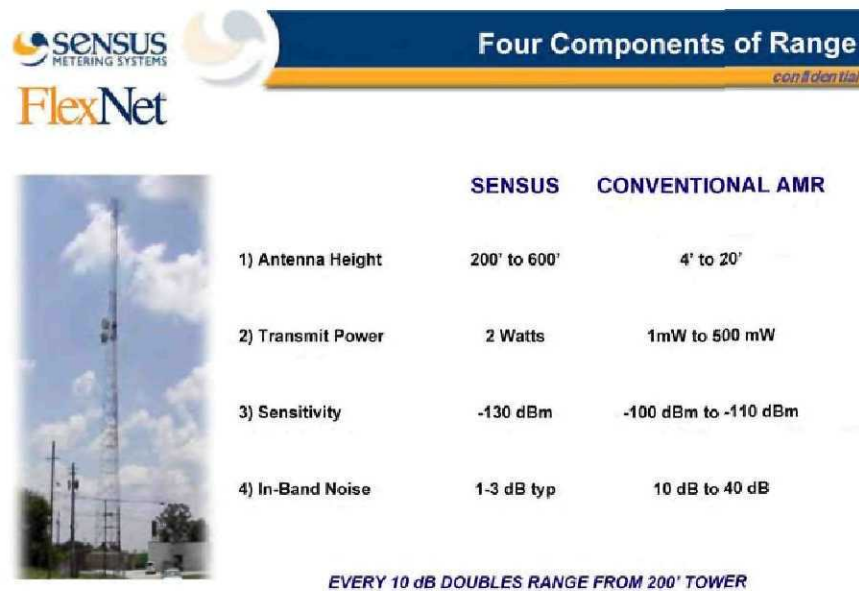 SENSUS
METERING SYSTEMS
FlexNet
Four Components of Range
confidential
SENSUS CONVENTIONAL AMR
1) Antenna Height 200' to 600' 4' to 20'
2) Transmit Power 2 Watts 1mW to 500 mW
3) Sensitivity -130 dBm -100 dBm to -110 dBm
4) In-Band Noise 1-3 dB typ 10 dB to 40 dB
EVERY 10 dB DOUBLES RANGE FROM 200' TOWER